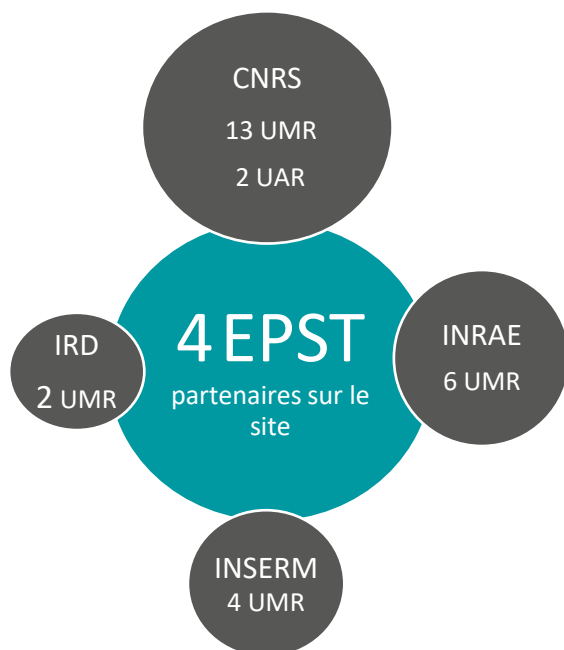 CNRS
13 UMR
2 UAR
4 EPST
partenaires sur le
site
IRD
2 UMR
INRAE
6 UMR
INSERM
4 UMR